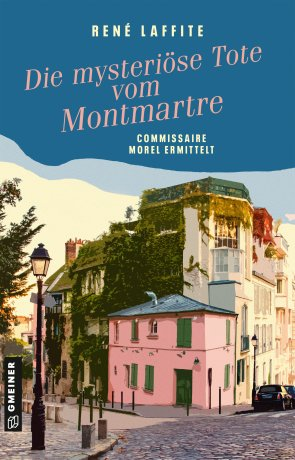 RENÉ LAFFITE
Die mysteriöse Tote
vom
Montmartre
COMMISSAIRE
MOREL ERMITTELT
GMEINER